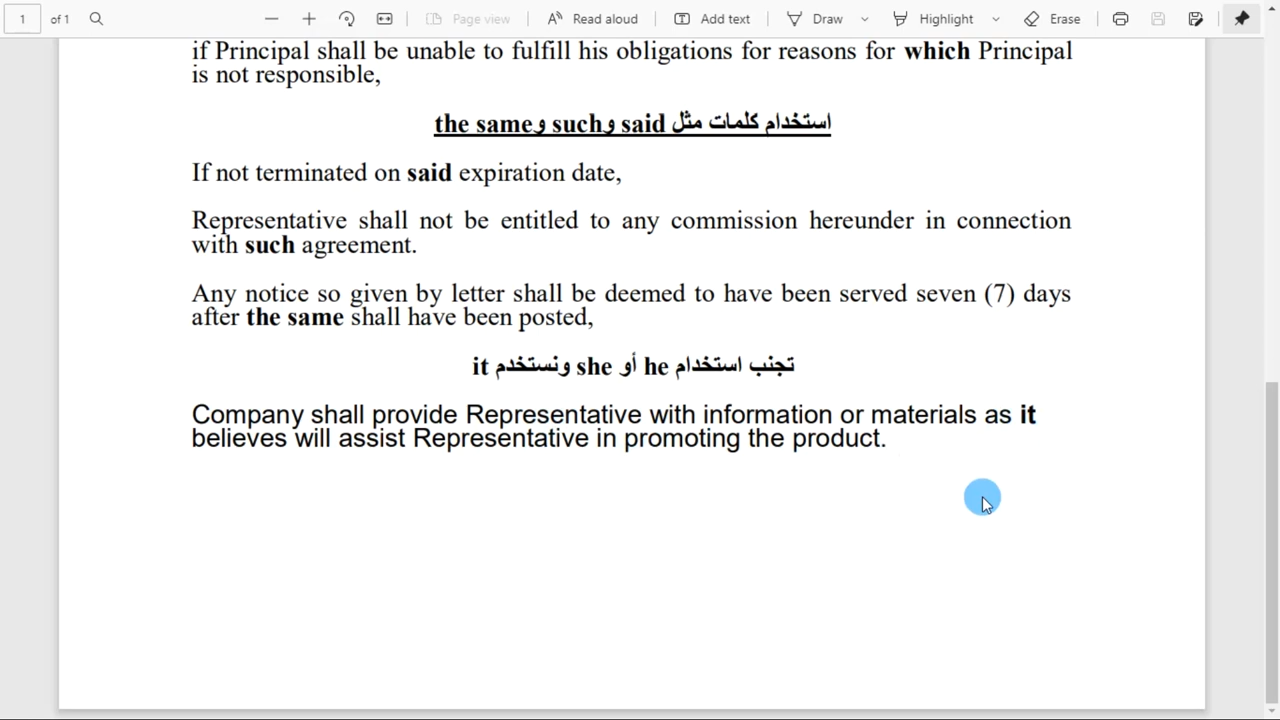 1 of 1 Page view Read aloud Add text Draw Highlight Erase
if Principal shall be unable to fulfill his obligations for reasons for which Principal
is not responsible,
استخدام كلمات مثل said وsuch وthe same
If not terminated on said expiration date,
Representative shall not be entitled to any commission hereunder in connection
with such agreement.
Any notice so given by letter shall be deemed to have been served seven (7) days
after the same shall have been posted,
تجنب استخدام he أو she ونستخدم it
Company shall provide Representative with information or materials as it
believes will assist Representative in promoting the product.